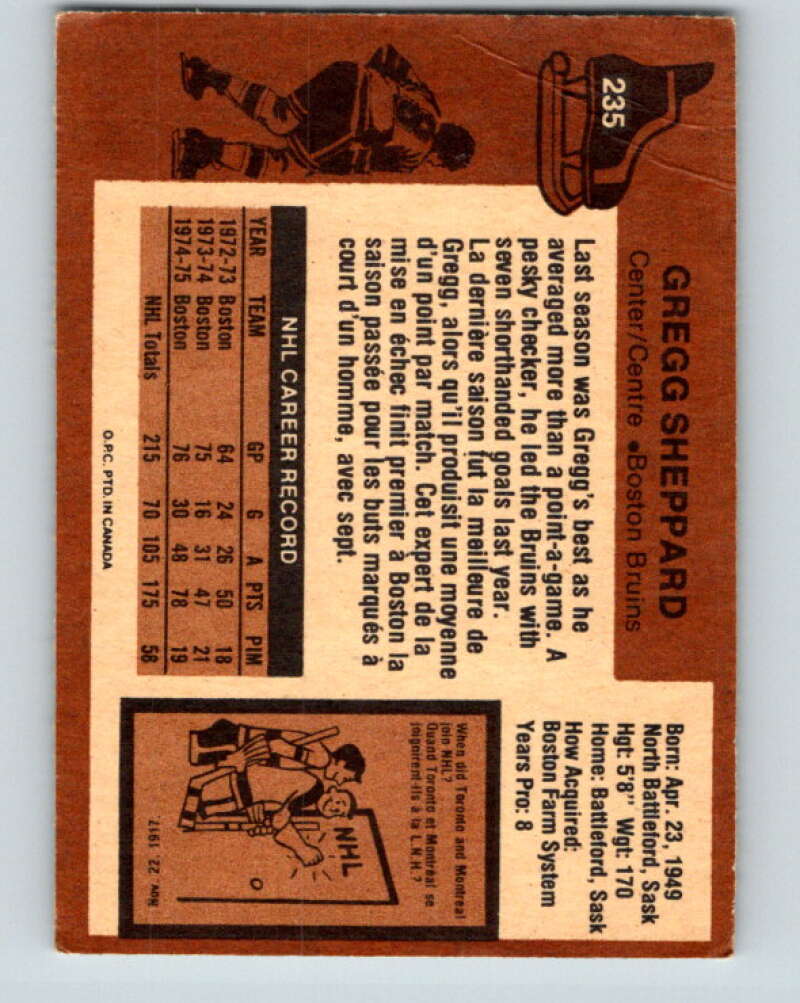 235
GREGG SHEPPARD
Center/Centre • Boston Bruins
Last season was Gregg's best as he
averaged more than a point-a-game. A
pesky checker, he led the Bruins with
seven shorthanded goals last year.
La dernière saison fut la meilleure de
Gregg, alors qu'il produisit une moyenne
d'un point par match. Cet expert de la
mise en échec finit premier à Boston la
saison passée pour les buts marqués à
court d'un homme, avec sept.
NHL CAREER RECORD
YEAR TEAM GP G A PTS PIM
1972-73 Boston 64 24 26 50 18
1973-74 Boston 75 16 31 47 21
1974-75 Boston 76 30 48 78 19
NHL Totals 215 70 105 175 58
O.P.C. PTD. IN CANADA
Born: Apr. 23, 1949
North Battleford, Sask
Hgt: 5'8" Wgt: 170
Home: Battleford, Sask
How Acquired:
Boston Farm System
Years Pro: 8
When did Toronto and Montreal
join NHL?
Quand Toronto et Montréal se
joignirent-ils à la L.N.H.?
NHL
Nov. 22, 1917.